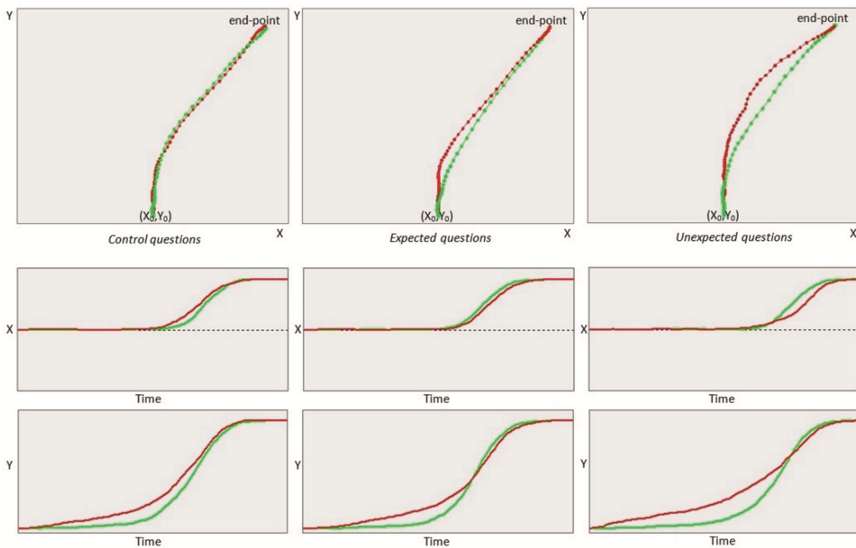 Y
end-point
(X₀,Y₀)
X
Control questions
Y
end-point
(X₀,Y₀)
X
Expected questions
Y
end-point
(X₀,Y₀)
X
Unexpected questions
X
Time
X
Time
X
Time
Y
Time
Y
Time
Y
Time